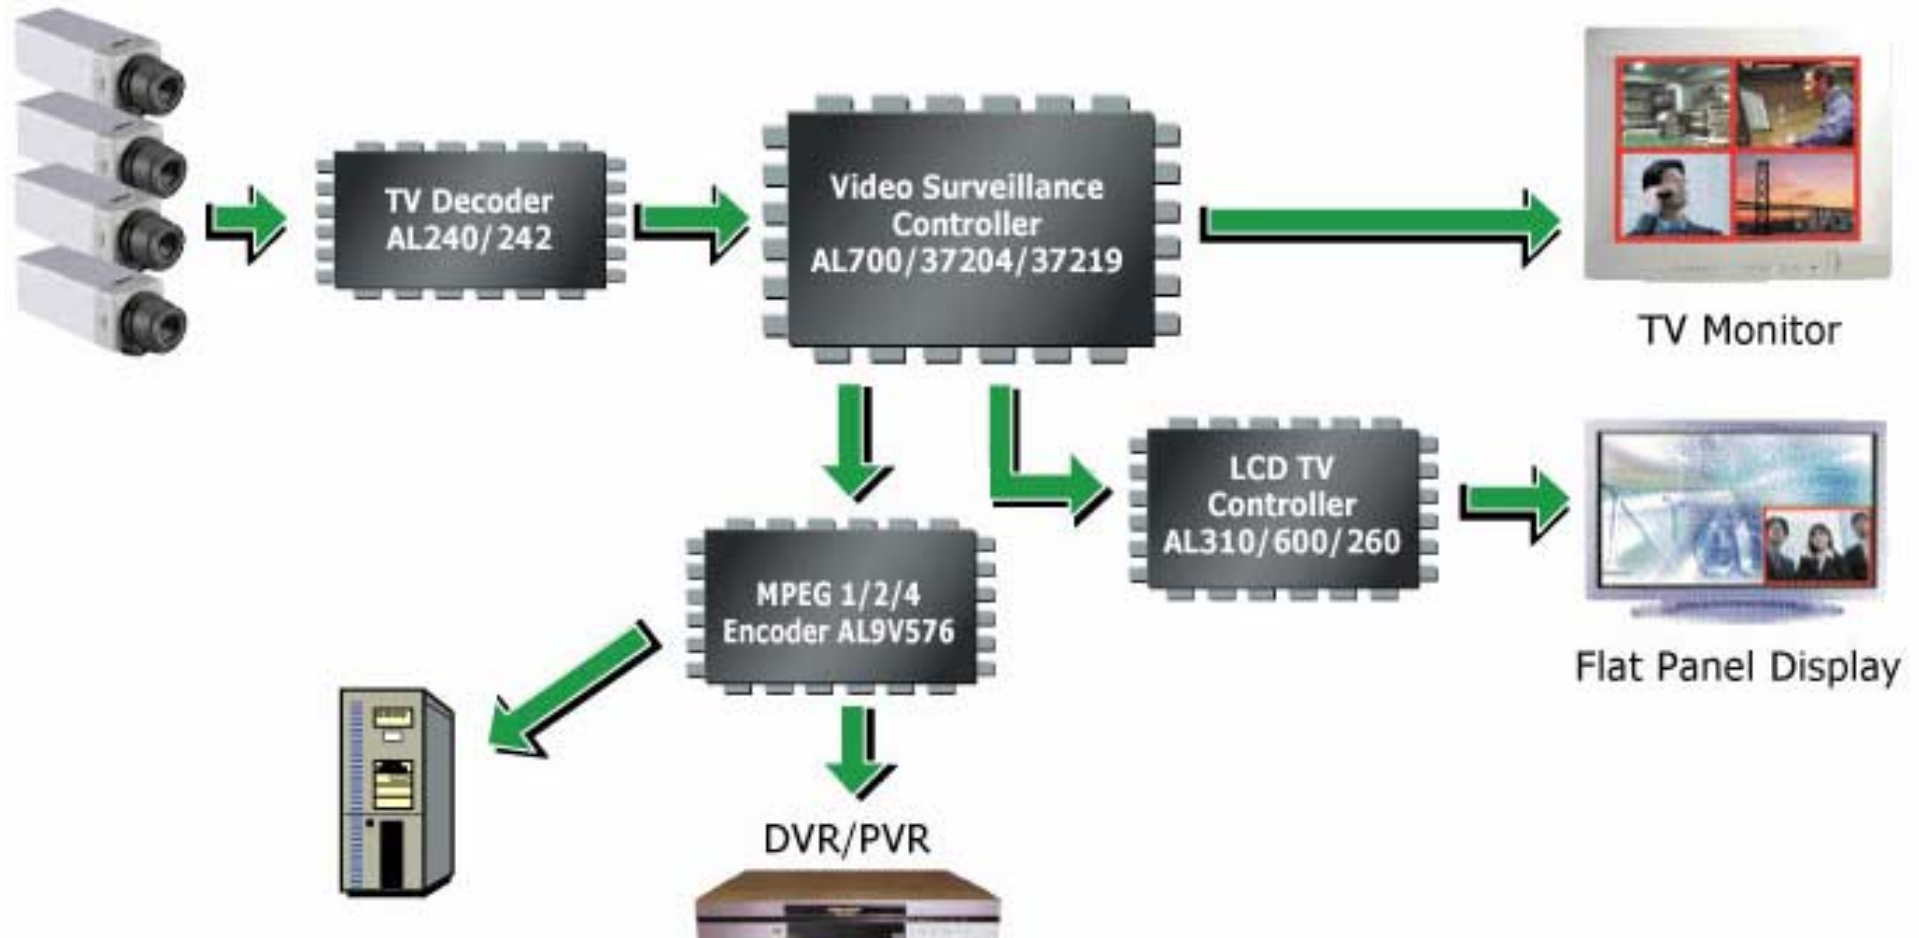 TV Decoder
AL240/242
Video Surveillance
Controller
AL700/37204/37219
TV Monitor
LCD TV
Controller
AL310/600/260
Flat Panel Display
MPEG 1/2/4
Encoder AL9V576
DVR/PVR